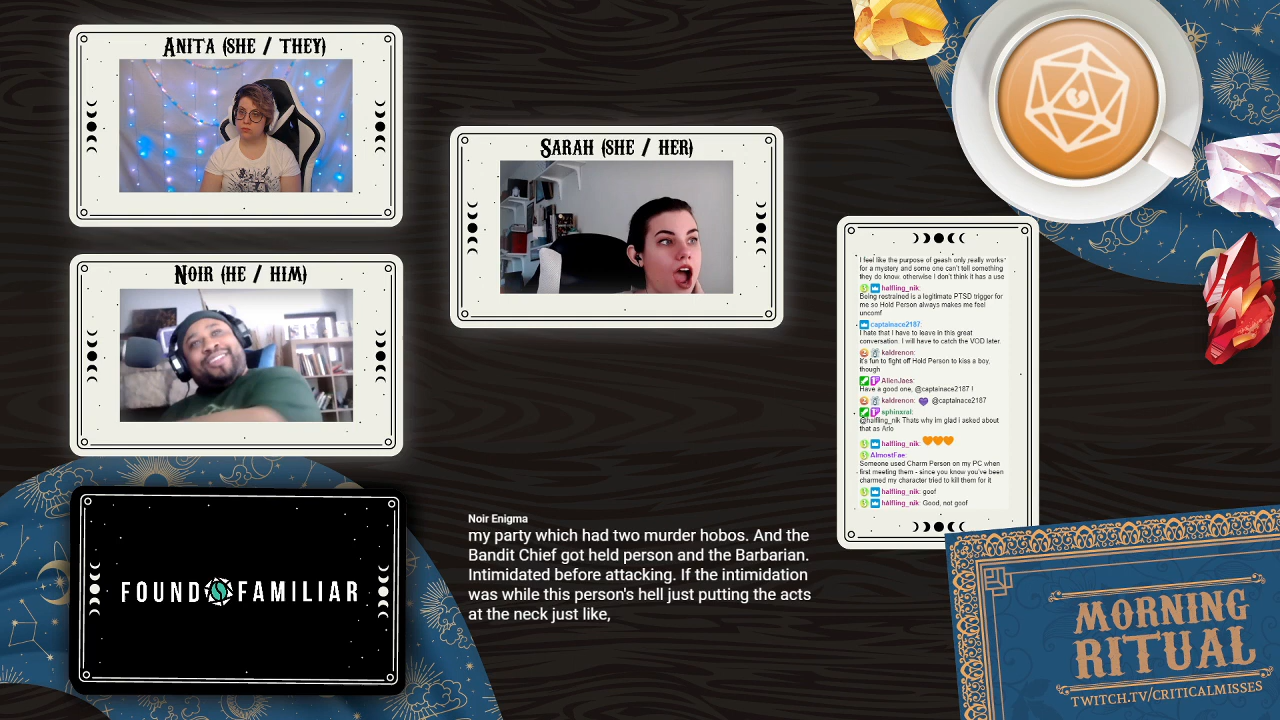 ANITA (SHE / THEY)
NOIR (HE / HIM)
SARAH (SHE / HER)
FOUND FAMILIAR
Noir Enigma
my party which had two murder hobos. And the
Bandit Chief got held person and the Barbarian.
Intimidated before attacking. If the intimidation
was while this person's hell just putting the acts
at the neck just like,
I feel like the purpose of geash only really works
for a mystery and some one can't tell something
they do know. otherwise I don't think it has a use
halfling_nik:
Being restrained is a legitimate PTSD trigger for
me so Hold Person always makes me feel
uncomf
captainace2187:
I hate that I have to leave in this great
conversation. I will have to catch the VOD later.
kaldrenon:
it's fun to fight off Hold Person to kiss a boy,
though
AllenJaes:
Have a good one, @captainace2187 !
kaldrenon: 💜 @captainace2187
sphinxral:
@halfling_nik Thats why im glad i asked about
that as Arlo
halfling_nik: 🧡🧡🧡
AlmostFae:
Someone used Charm Person on my PC when
first meeting them - since you know you've been
charmed my character tried to kill them for it
halfling_nik: goof
halfling_nik: Good, not goof
MORNING
RITUAL
TWITCH.TV/CRITICALMISSES